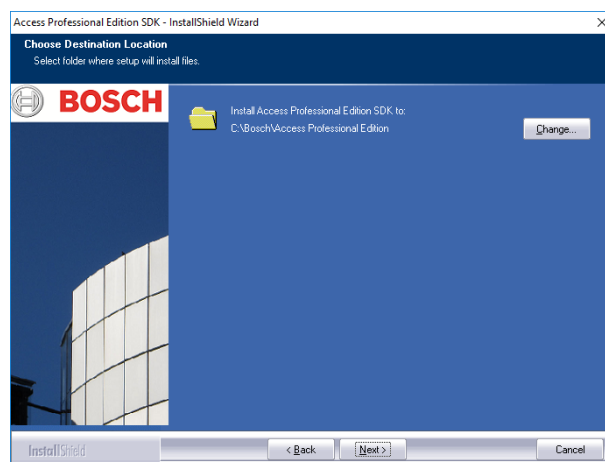 Access Professional Edition SDK - InstallShield Wizard
Choose Destination Location
Select folder where setup will install files.
BOSCH
Install Access Professional Edition SDK to:
C:\Bosch\Access Professional Edition
Change...
InstallShield
< Back
Next >
Cancel